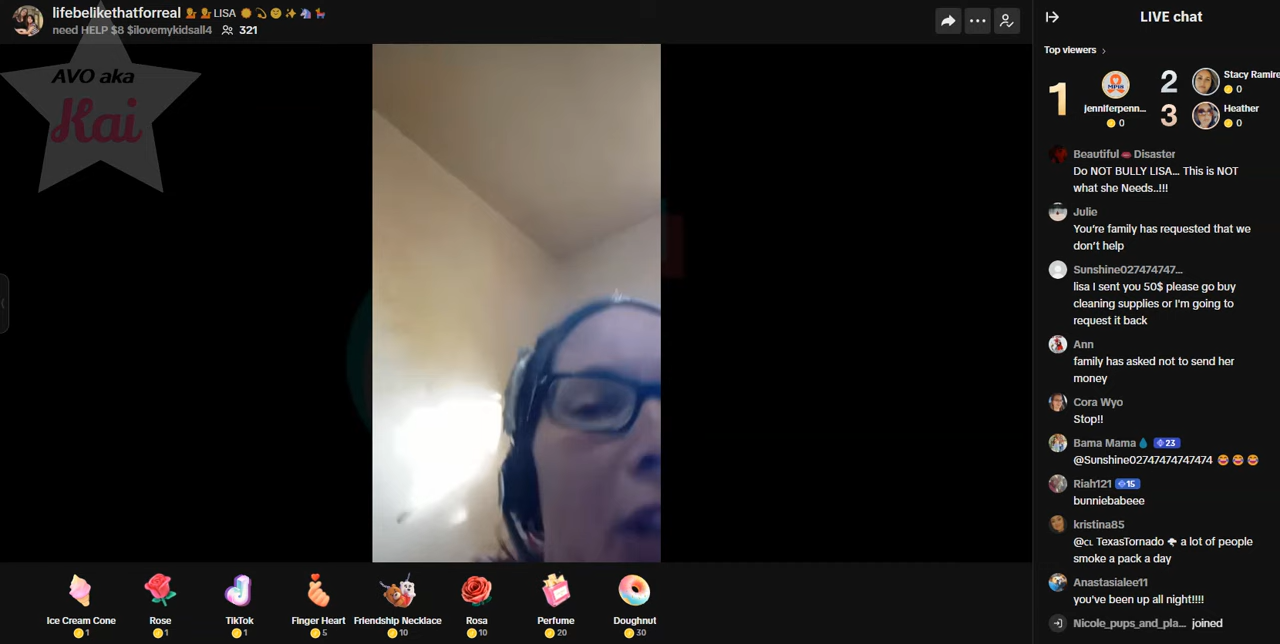 lifebelikethatforreal LISA
need HELP $8 $ilovemykidsall4 321
AVO aka
Kai
LIVE chat
Top viewers
1
jenniferpenn...
0
2
Stacy Ramire
0
3
Heather
0
Beautiful Disaster
Do NOT BULLY LISA... This is NOT
what she Needs..!!!
Julie
You're family has requested that we
don't help
Sunshine027474747...
lisa I sent you 50$ please go buy
cleaning supplies or I'm going to
request it back
Ann
family has asked not to send her
money
Cora Wyo
Stop!!
Bama Mama 23
@Sunshine02747474747474
Riah121 15
bunniebabeee
kristina85
@CL TexasTornado a lot of people
smoke a pack a day
Anastasialee11
you've been up all night!!!!
Nicole_pups_and_pla... joined
Ice Cream Cone
1
Rose
1
TikTok
1
Finger Heart
5
Friendship Necklace
10
Rosa
10
Perfume
20
Doughnut
30